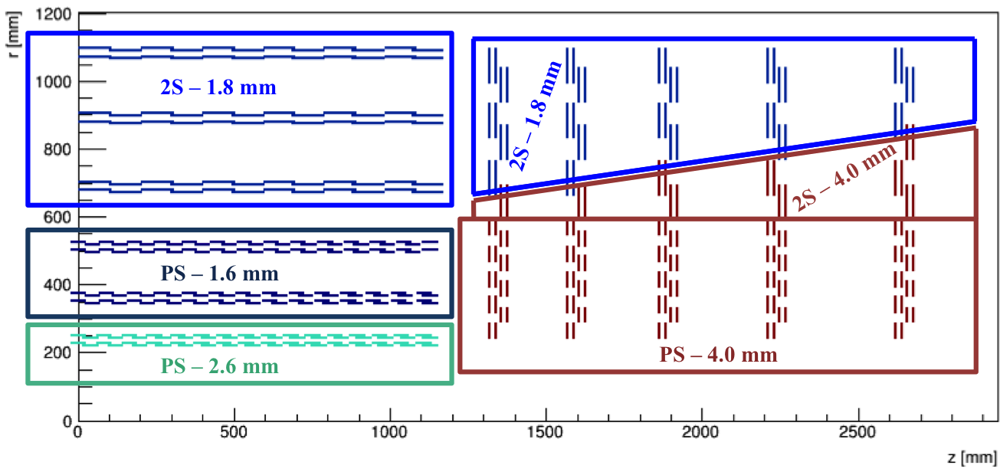 r [mm]
1200
1000
800
600
400
200
0
2S – 1.8 mm
PS – 1.6 mm
PS – 2.6 mm
2S – 1.8 mm
2S – 4.0 mm
PS – 4.0 mm
0 500 1000 1500 2000 2500
z [mm]